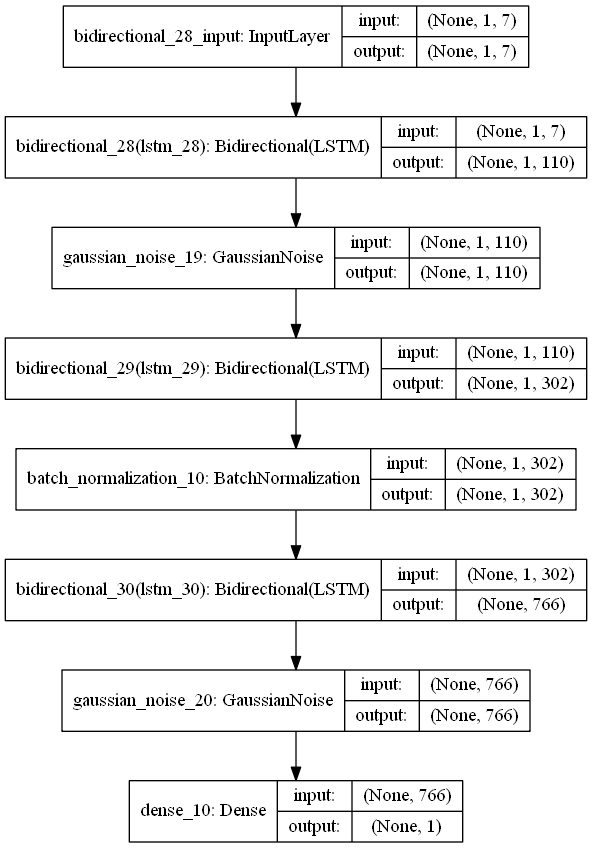 bidirectional_28_input: InputLayer input: (None, 1, 7)
output: (None, 1, 7)
bidirectional_28(lstm_28): Bidirectional(LSTM) input: (None, 1, 7)
output: (None, 1, 110)
gaussian_noise_19: GaussianNoise input: (None, 1, 110)
output: (None, 1, 110)
bidirectional_29(lstm_29): Bidirectional(LSTM) input: (None, 1, 110)
output: (None, 1, 302)
batch_normalization_10: BatchNormalization input: (None, 1, 302)
output: (None, 1, 302)
bidirectional_30(lstm_30): Bidirectional(LSTM) input: (None, 1, 302)
output: (None, 766)
gaussian_noise_20: GaussianNoise input: (None, 766)
output: (None, 766)
dense_10: Dense input: (None, 766)
output: (None, 1)